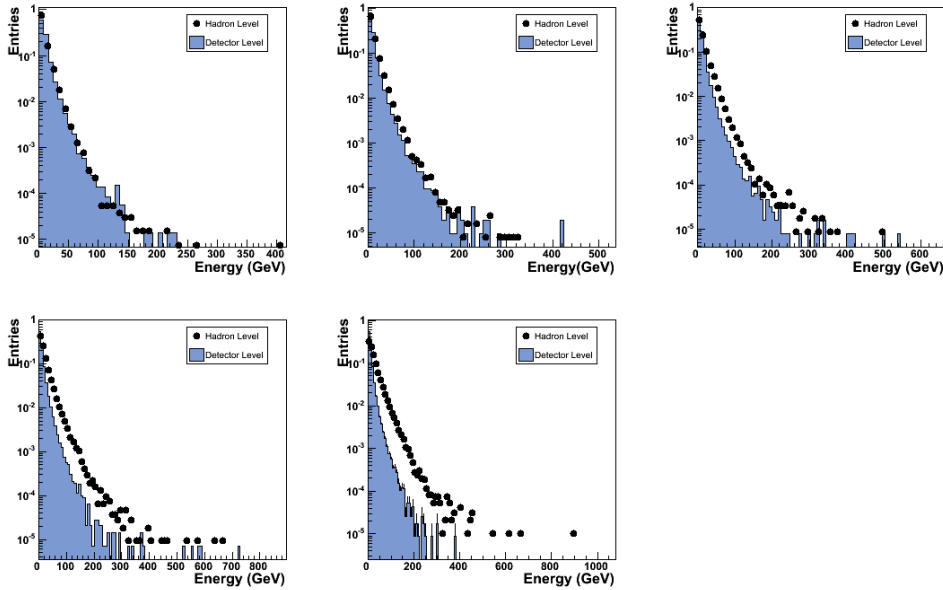 Entries
1
10-1
10-2
10-3
10-4
10-5
0 50 100 150 200 250 300 350 400
Energy (GeV)
Hadron Level
Detector Level
Entries
1
10-1
10-2
10-3
10-4
10-5
0 100 200 300 400 500
Energy(GeV)
Hadron Level
Detector Level
Entries
1
10-1
10-2
10-3
10-4
10-5
0 100 200 300 400 500 600
Energy (GeV)
Hadron Level
Detector Level
Entries
1
10-1
10-2
10-3
10-4
10-5
0 100 200 300 400 500 600 700 800
Energy (GeV)
Hadron Level
Detector Level
Entries
1
10-1
10-2
10-3
10-4
10-5
0 200 400 600 800 1000
Energy (GeV)
Hadron Level
Detector Level